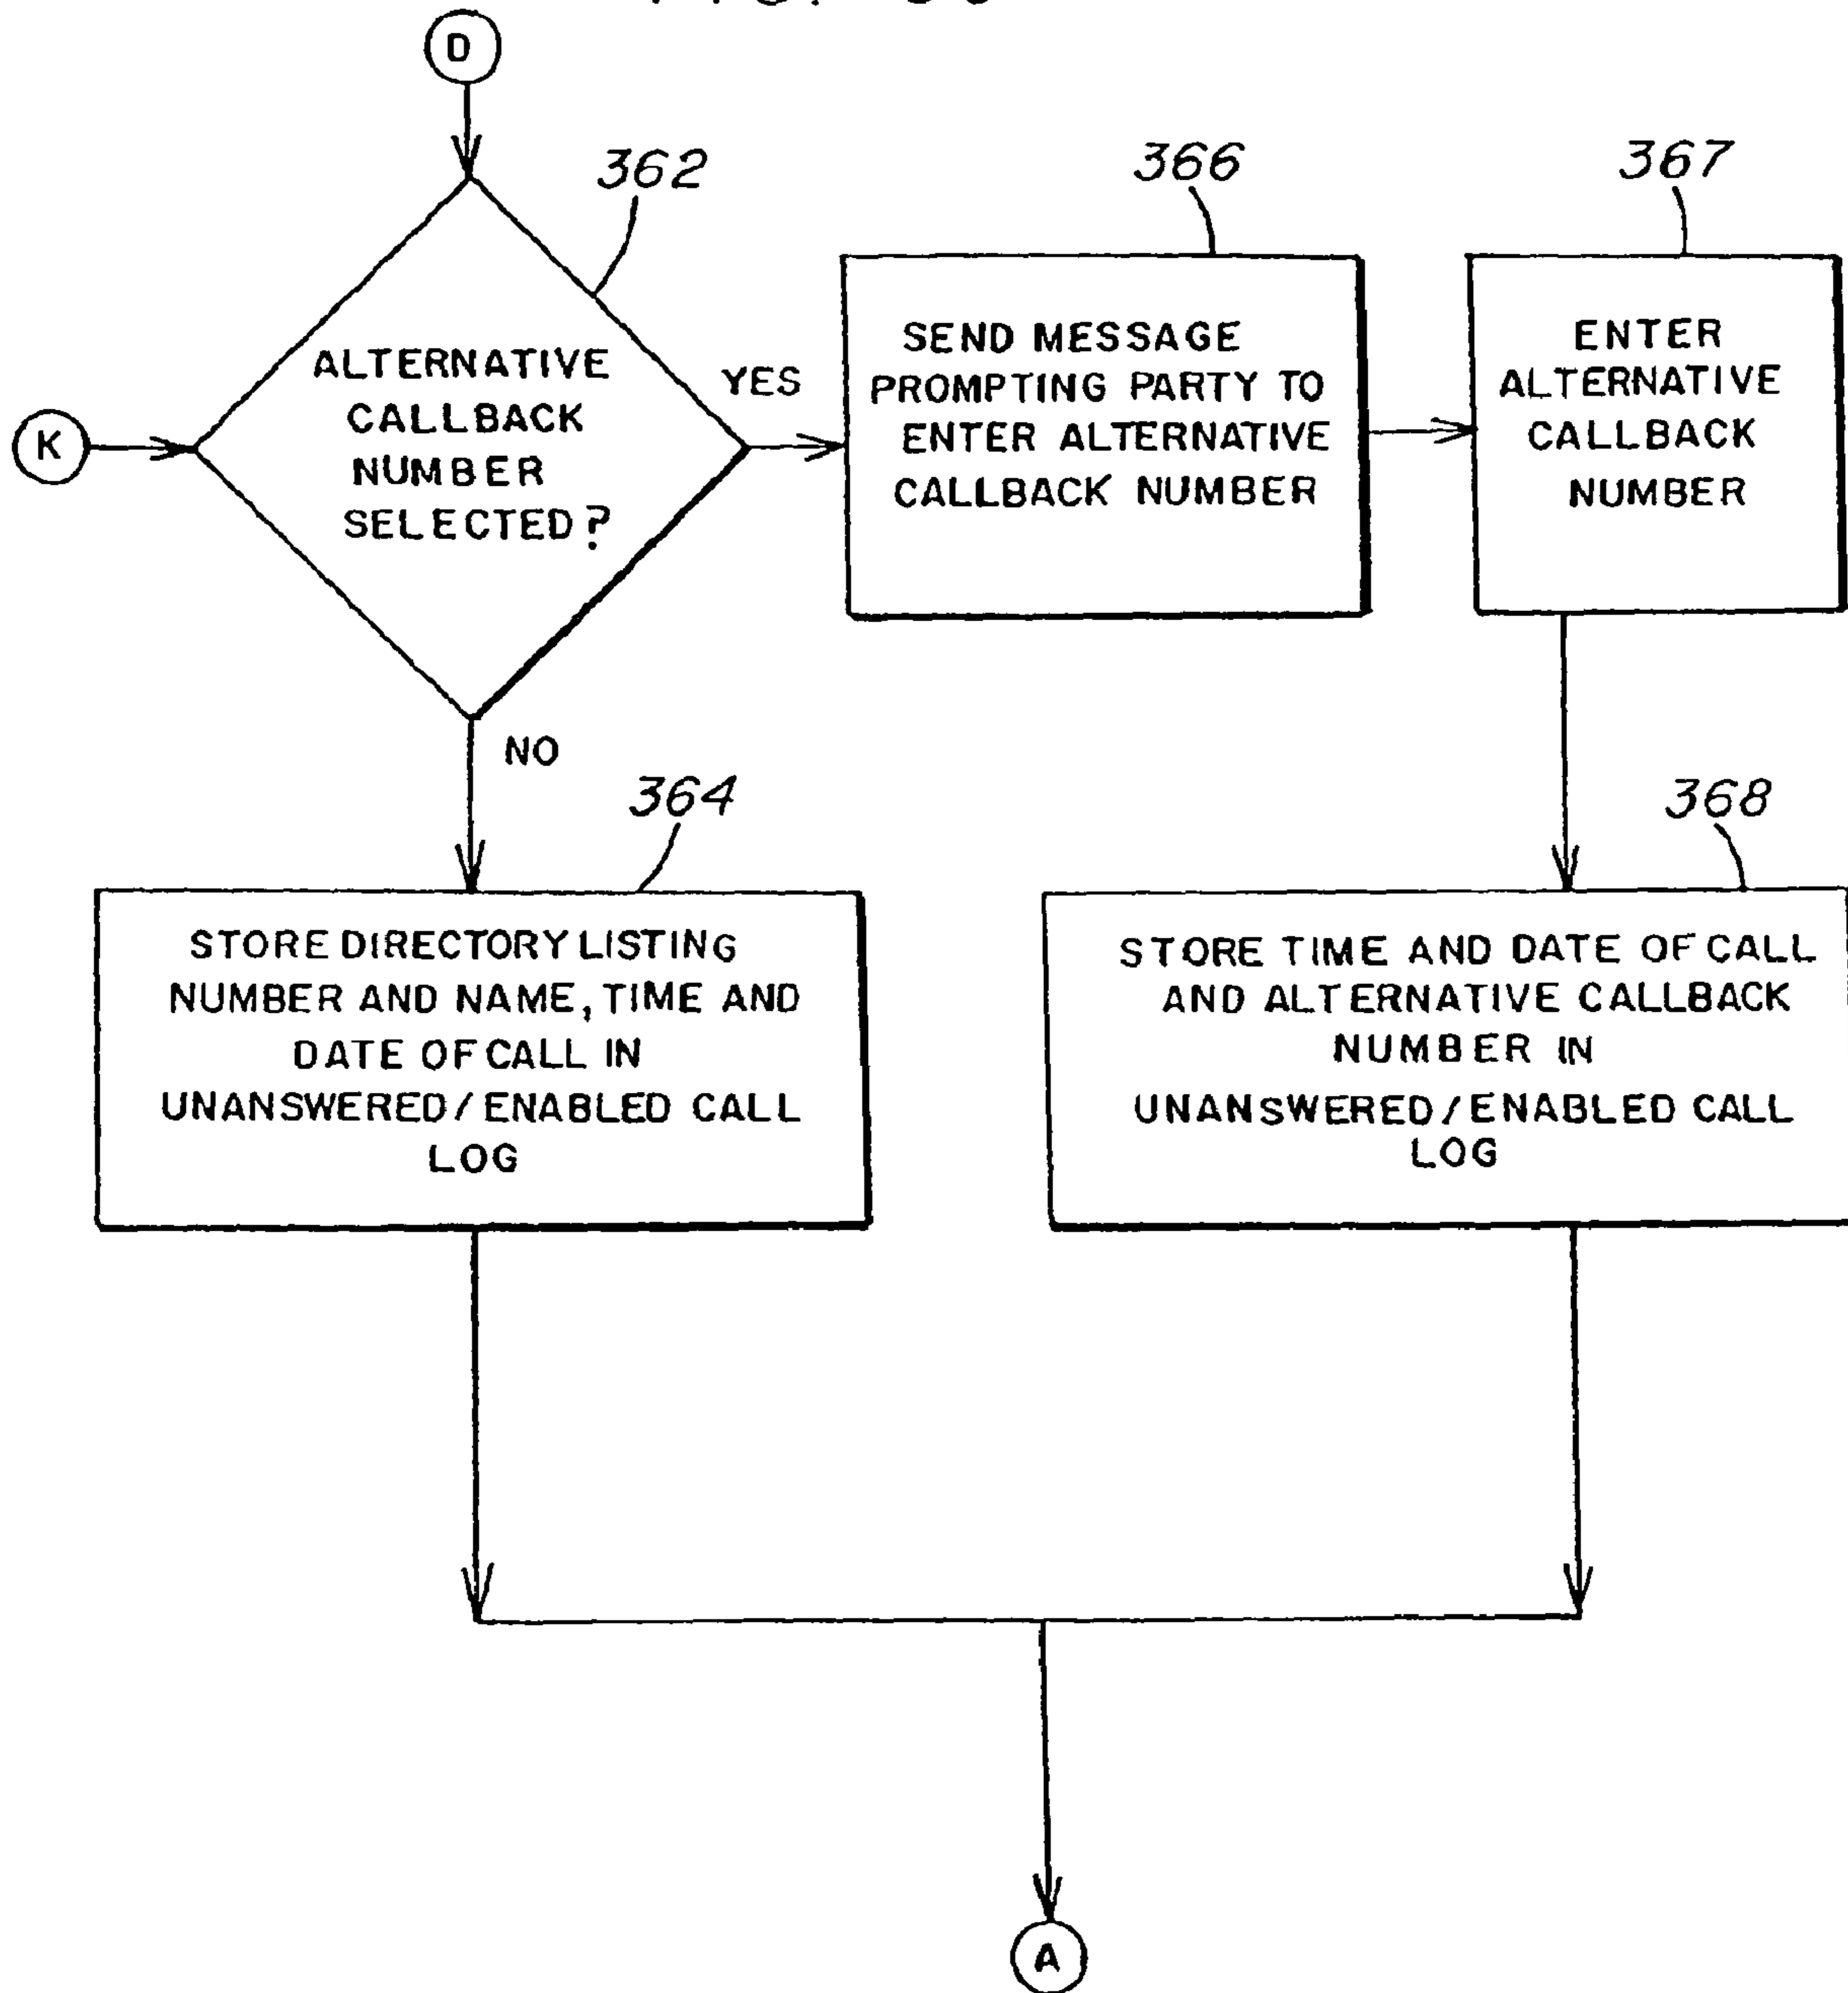 D
362
366
367
ALTERNATIVE
CALLBACK
NUMBER
SELECTED?
YES
K
SEND MESSAGE
PROMPTING PARTY TO
ENTER ALTERNATIVE
CALLBACK NUMBER
ENTER
ALTERNATIVE
CALLBACK
NUMBER
NO
364
368
STORE DIRECTORY LISTING
NUMBER AND NAME, TIME AND
DATE OF CALL IN
UNANSWERED/ENABLED CALL
LOG
STORE TIME AND DATE OF CALL
AND ALTERNATIVE CALLBACK
NUMBER IN
UNANSWERED/ENABLED CALL
LOG
A